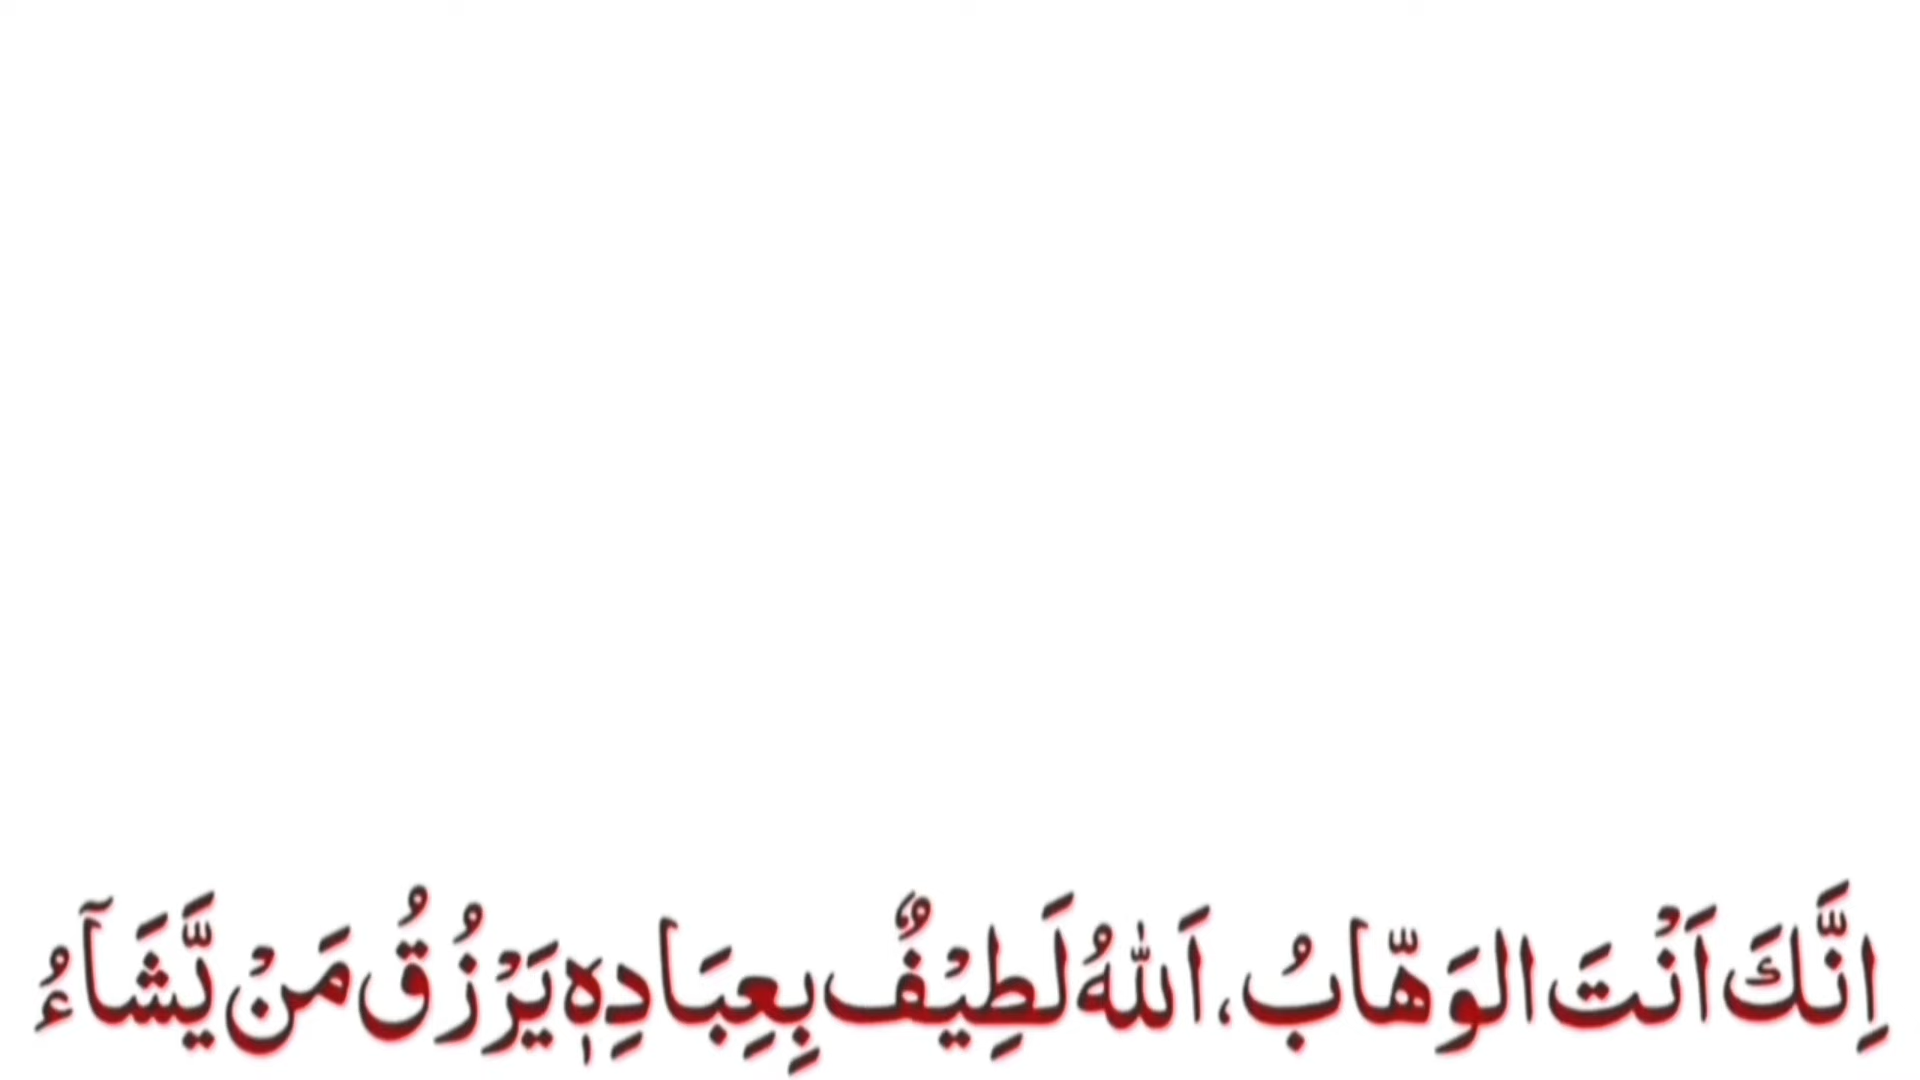 اِنَّكَ اَنْتَ الوَهّابُ، اَللّٰهُ لَطِيْفٌ بِعِبَادِهٖ يَرْزُقُ مَنْ يَّشَآءُ